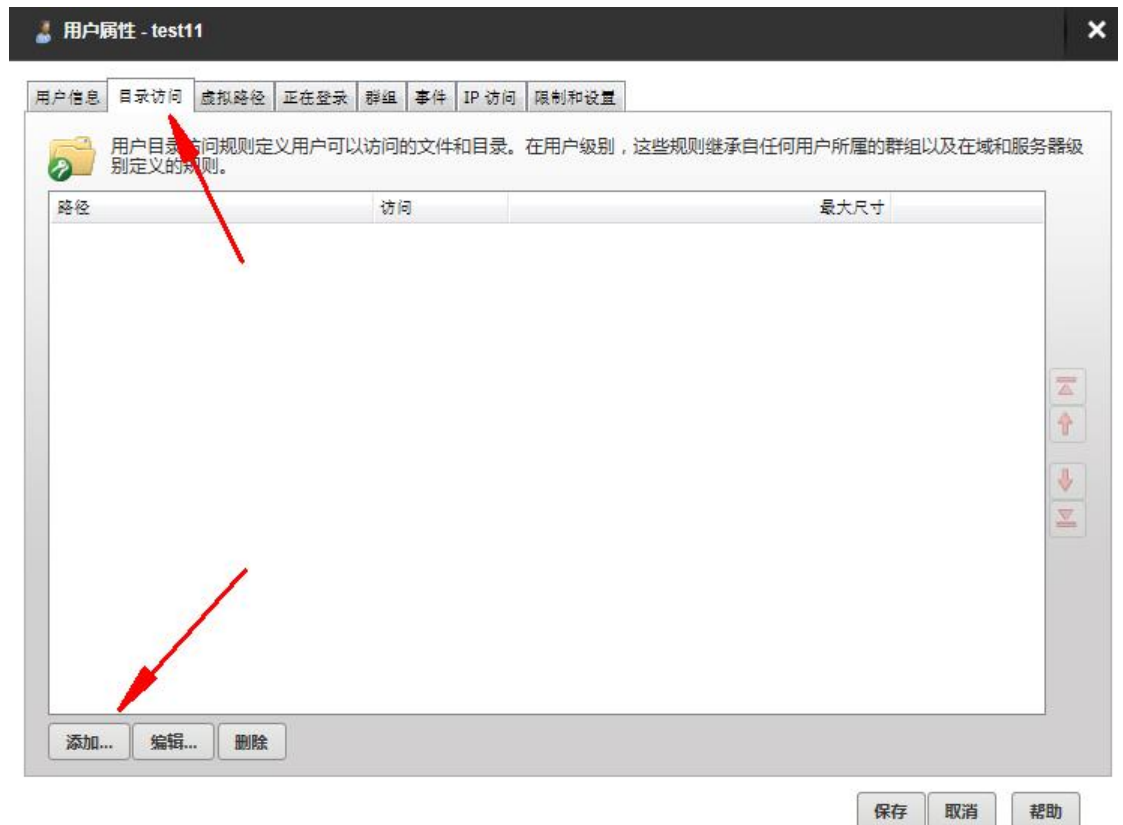 用户属性 - test11
用户信息 目录访问 虚拟路径 正在登录 群组 事件 IP 访问 限制和设置
用户目录访问规则定义用户可以访问的文件和目录。在用户级别，这些规则继承自任何用户所属的群组以及在域和服务器级
别定义的规则。
路径 访问 最大尺寸
添加... 编辑... 删除
保存 取消 帮助